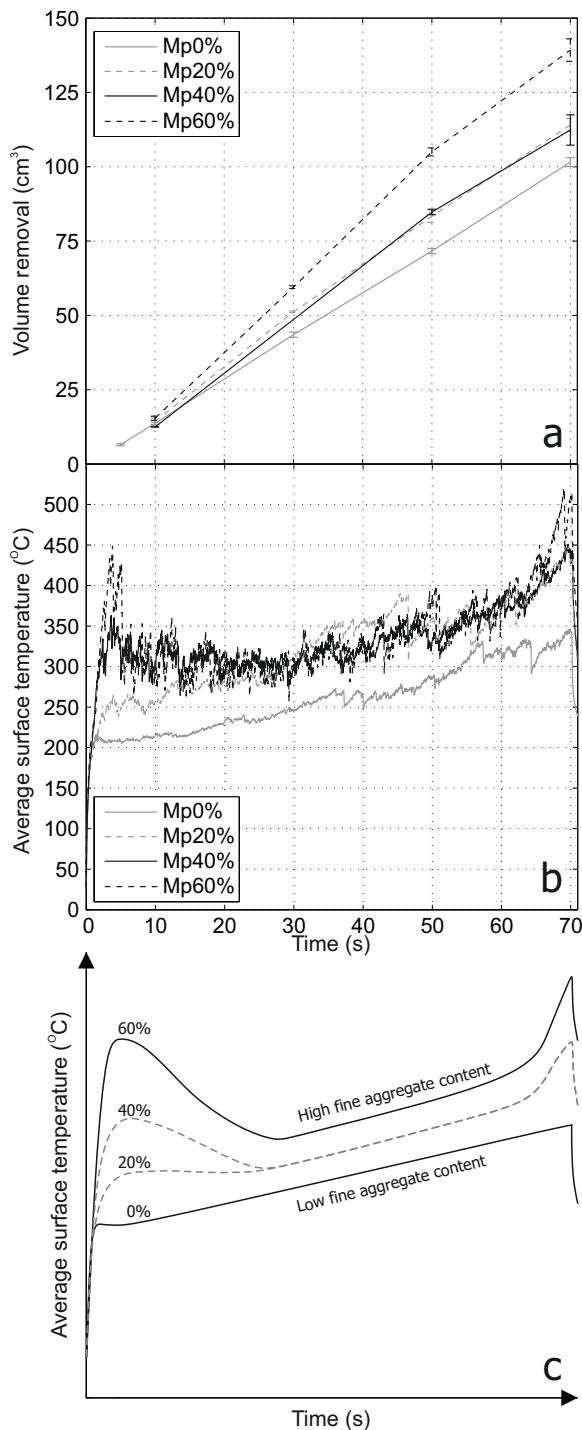 150
125
100
75
50
25
0
Volume removal (cm³)
Mp0%
Mp20%
Mp40%
Mp60%
a
500
450
400
350
300
250
200
150
100
50
0
Average surface temperature (°C)
Mp0%
Mp20%
Mp40%
Mp60%
b
0 10 20 30 40 50 60 70
Time (s)
Average surface temperature (°C)
60%
40%
20%
0%
High fine aggregate content
Low fine aggregate content
c
Time (s)